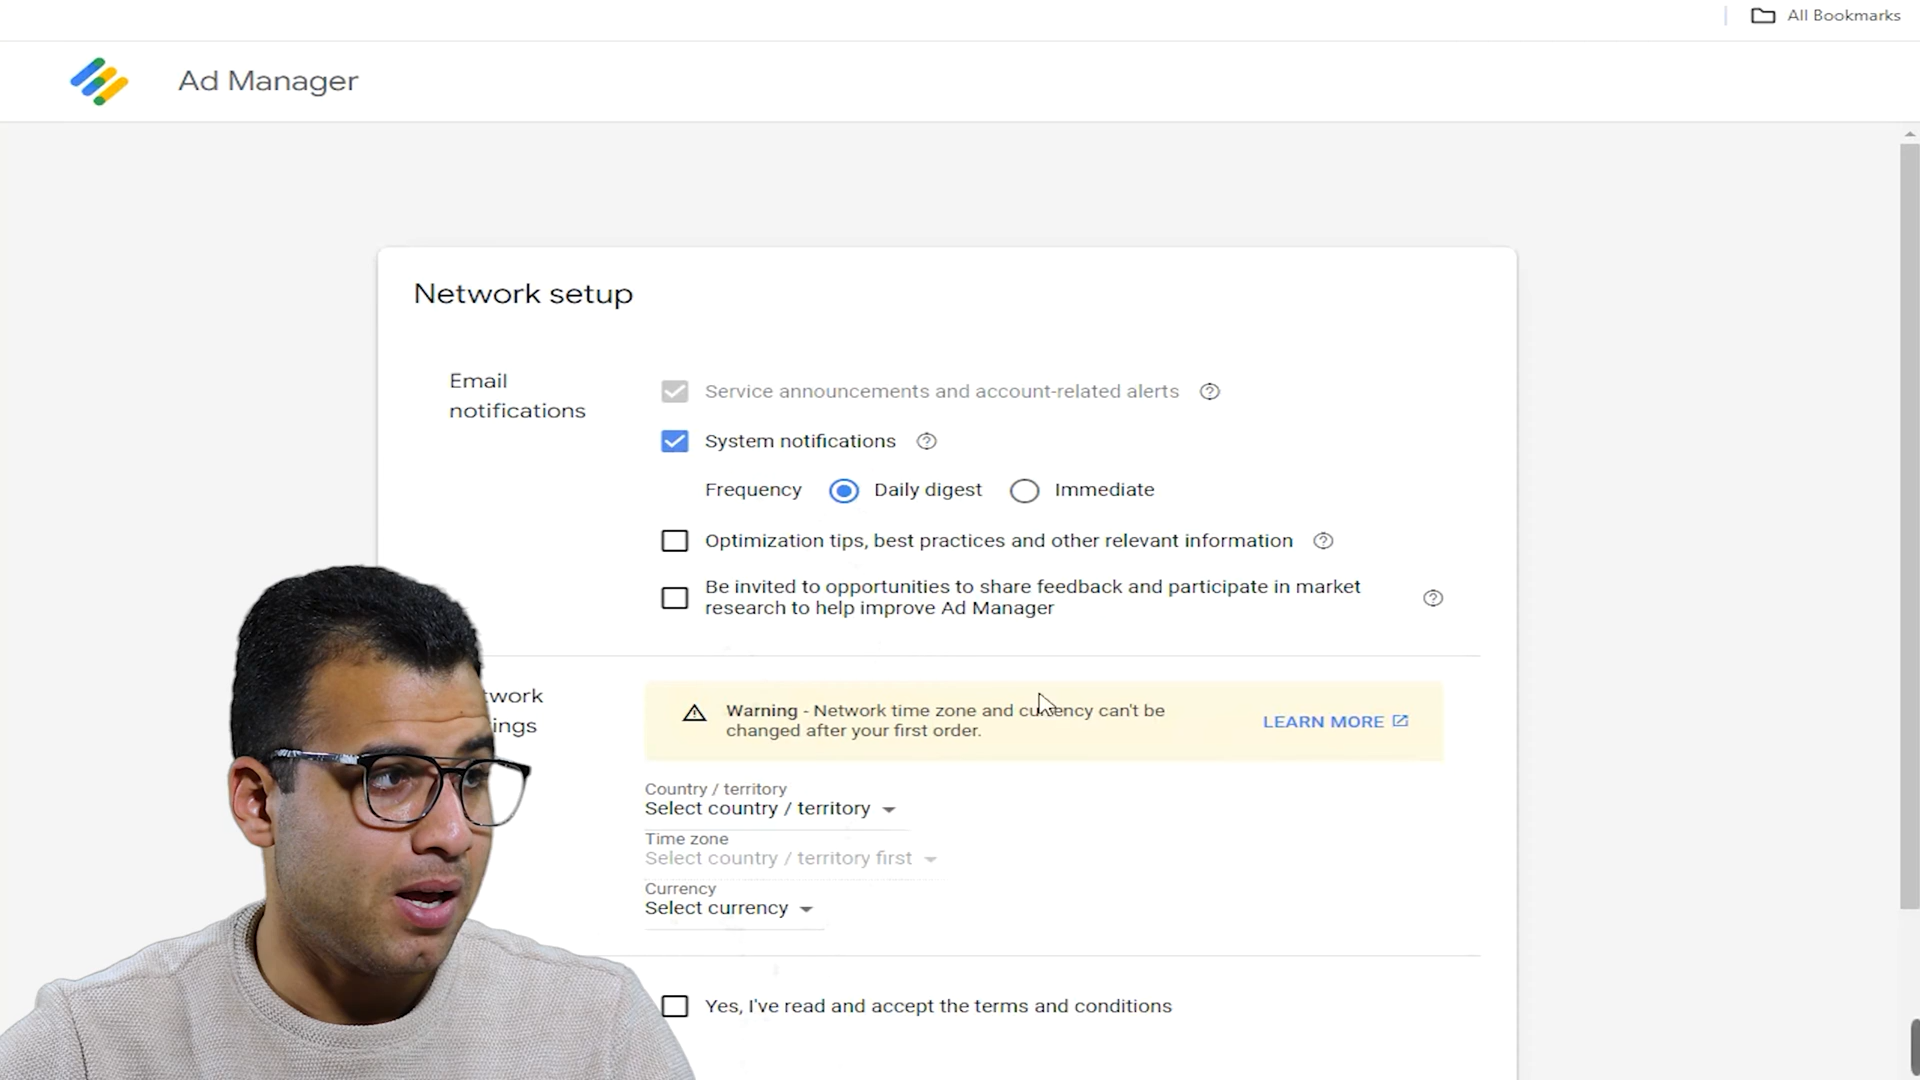 All Bookmarks
Ad Manager
Network setup
Email
notifications
Service announcements and account-related alerts
System notifications
Frequency
Daily digest
Immediate
Optimization tips, best practices and other relevant information
Be invited to opportunities to share feedback and participate in market
research to help improve Ad Manager
twork
ings
Warning - Network time zone and currency can't be
changed after your first order.
LEARN MORE
Country / territory
Select country / territory
Time zone
Select country / territory first
Currency
Select currency
Yes, I've read and accept the terms and conditions